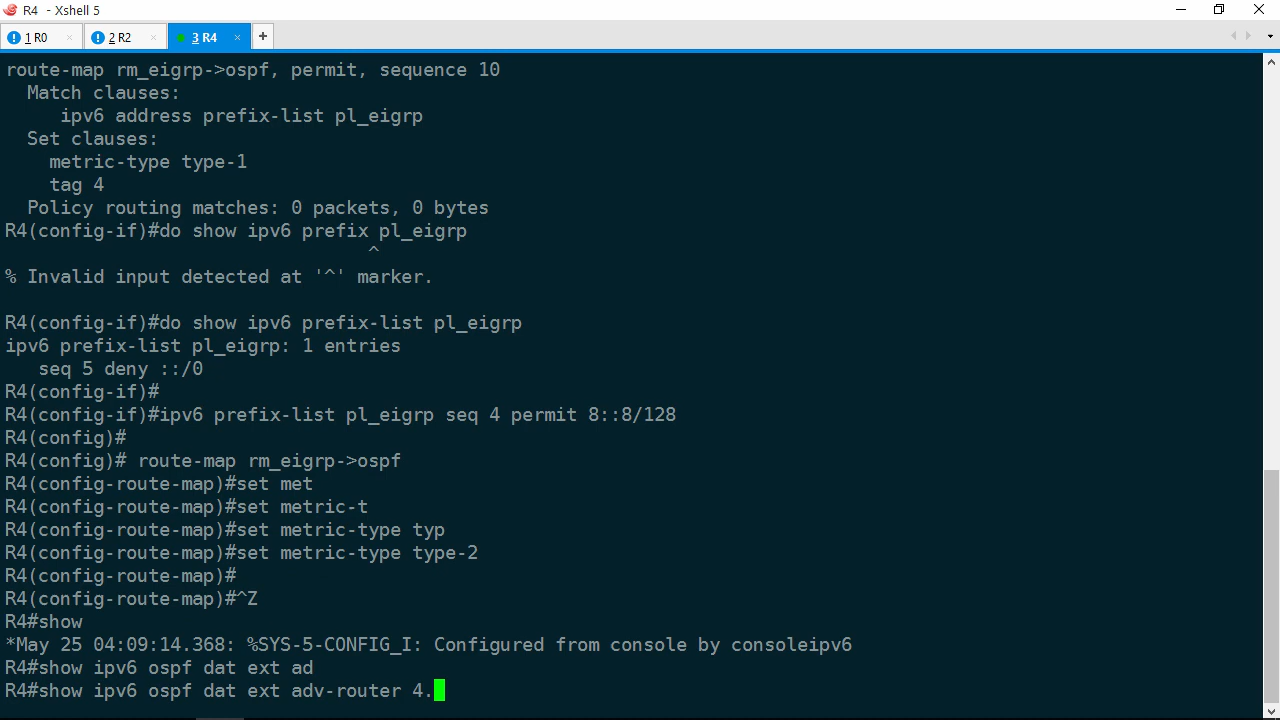 R4 - Xshell 5
1 R0
2 R2
3 R4
route-map rm_eigrp->ospf, permit, sequence 10
Match clauses:
ipv6 address prefix-list pl_eigrp
Set clauses:
metric-type type-1
tag 4
Policy routing matches: 0 packets, 0 bytes
R4(config-if)#do show ipv6 prefix pl_eigrp
^
% Invalid input detected at '^' marker.
R4(config-if)#do show ipv6 prefix-list pl_eigrp
ipv6 prefix-list pl_eigrp: 1 entries
seq 5 deny ::/0
R4(config-if)#
R4(config-if)#ipv6 prefix-list pl_eigrp seq 4 permit 8::8/128
R4(config)#
R4(config)# route-map rm_eigrp->ospf
R4(config-route-map)#set met
R4(config-route-map)#set metric-t
R4(config-route-map)#set metric-type typ
R4(config-route-map)#set metric-type type-2
R4(config-route-map)#
R4(config-route-map)#^Z
R4#show
*May 25 04:09:14.368: %SYS-5-CONFIG_I: Configured from console by consoleipv6
R4#show ipv6 ospf dat ext ad
R4#show ipv6 ospf dat ext adv-router 4.